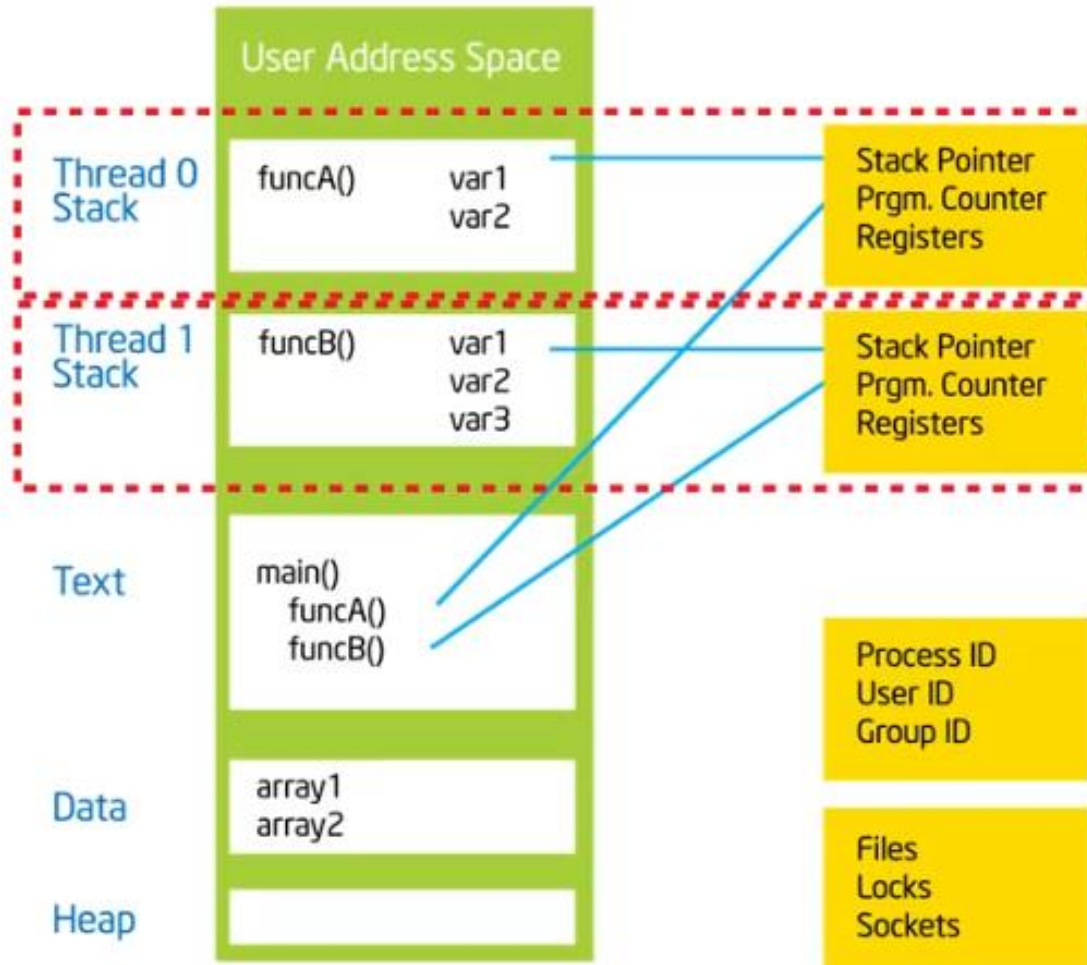 User Address Space
Thread 0
Stack
funcA() var1
var2
Stack Pointer
Prgm. Counter
Registers
Thread 1
Stack
funcB() var1
var2
var3
Stack Pointer
Prgm. Counter
Registers
Text
main()
funcA()
funcB()
Process ID
User ID
Group ID
Data
array1
array2
Files
Locks
Sockets
Heap